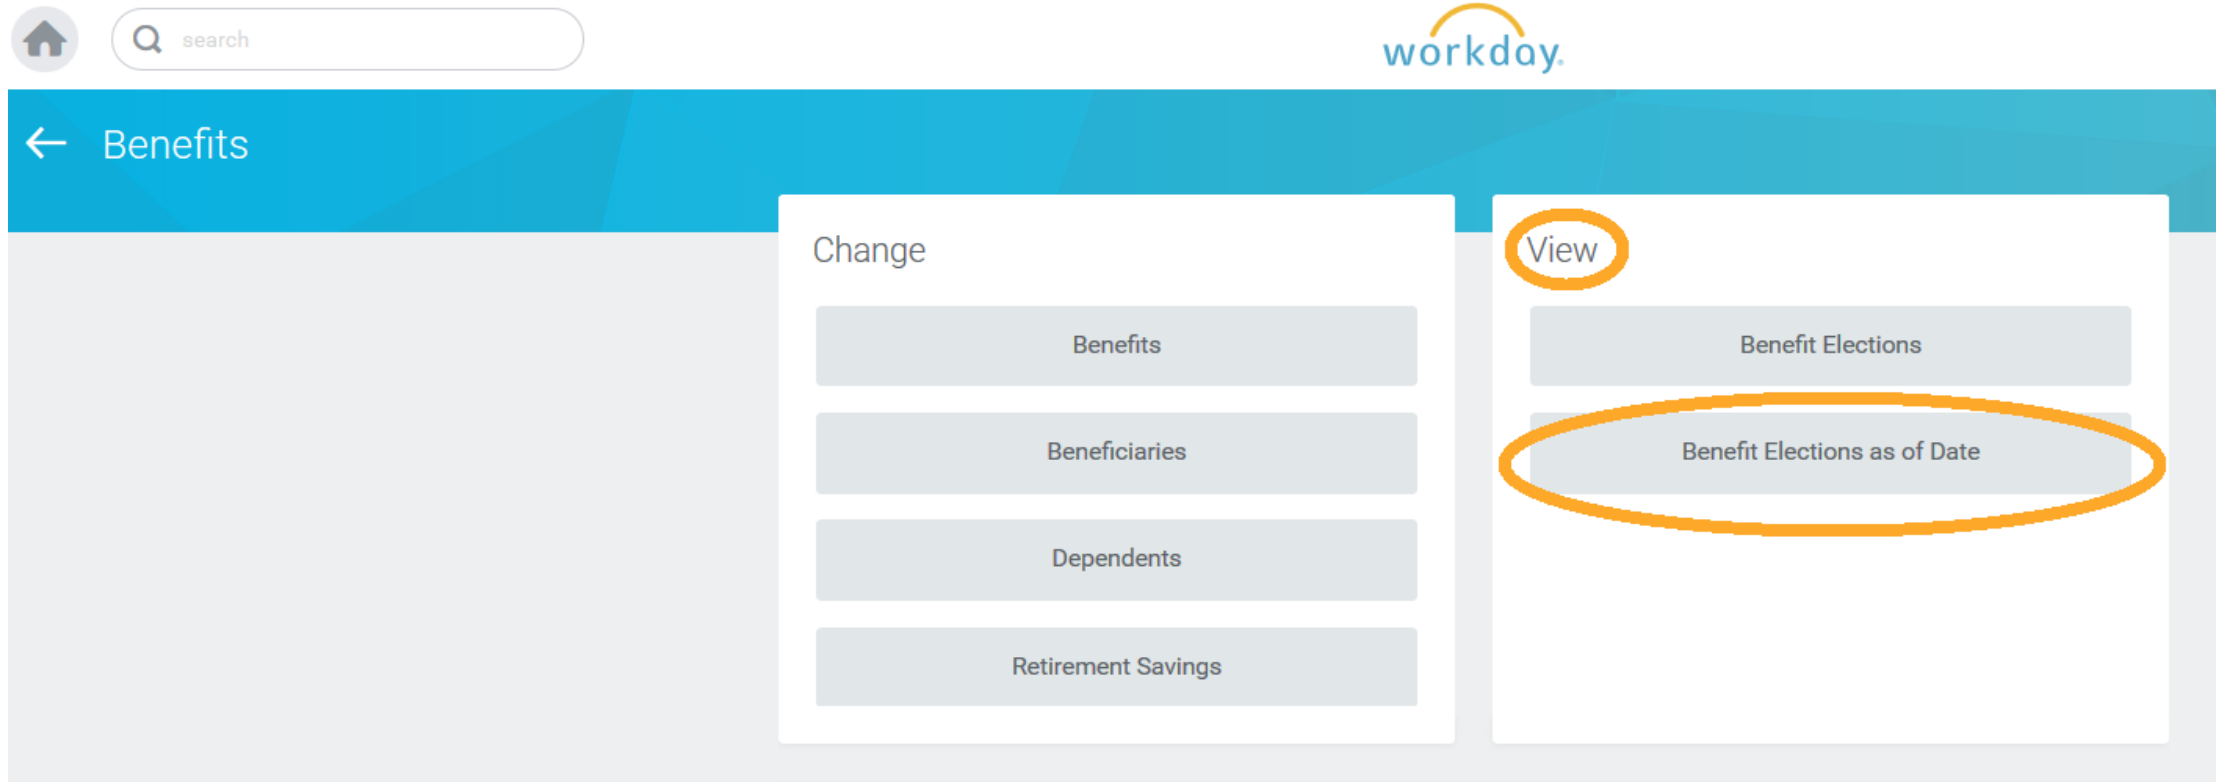 search
workday.
Benefits
Change
Benefits
Beneficiaries
Dependents
Retirement Savings
View
Benefit Elections
Benefit Elections as of Date